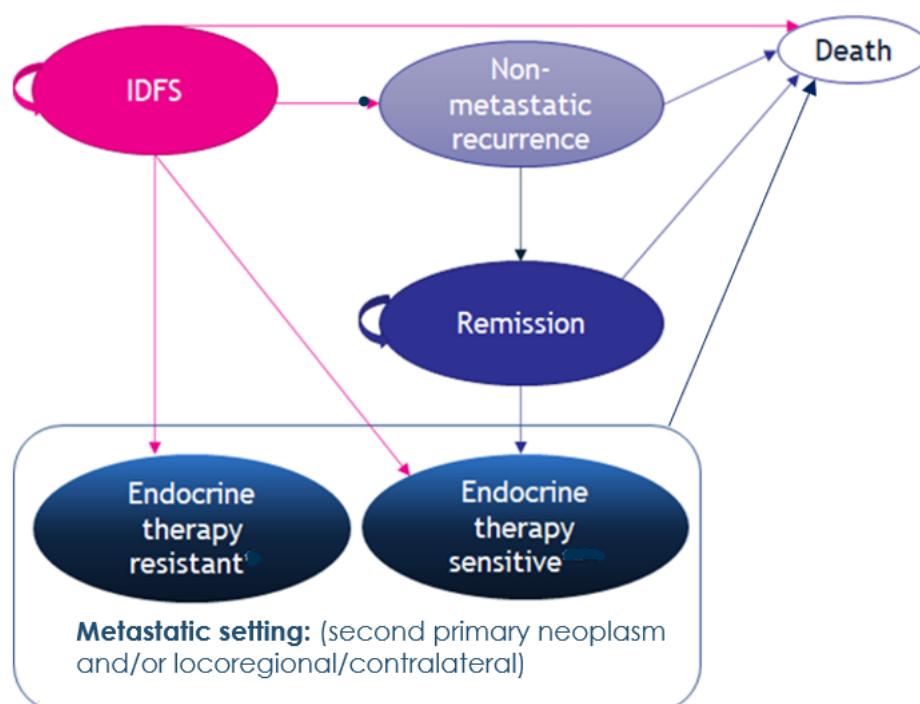 IDFS
Non-
metastatic
recurrence
Death
Remission
Endocrine
therapy
resistant
Endocrine
therapy
sensitive
Metastatic setting: (second primary neoplasm
and/or locoregional/contralateral)